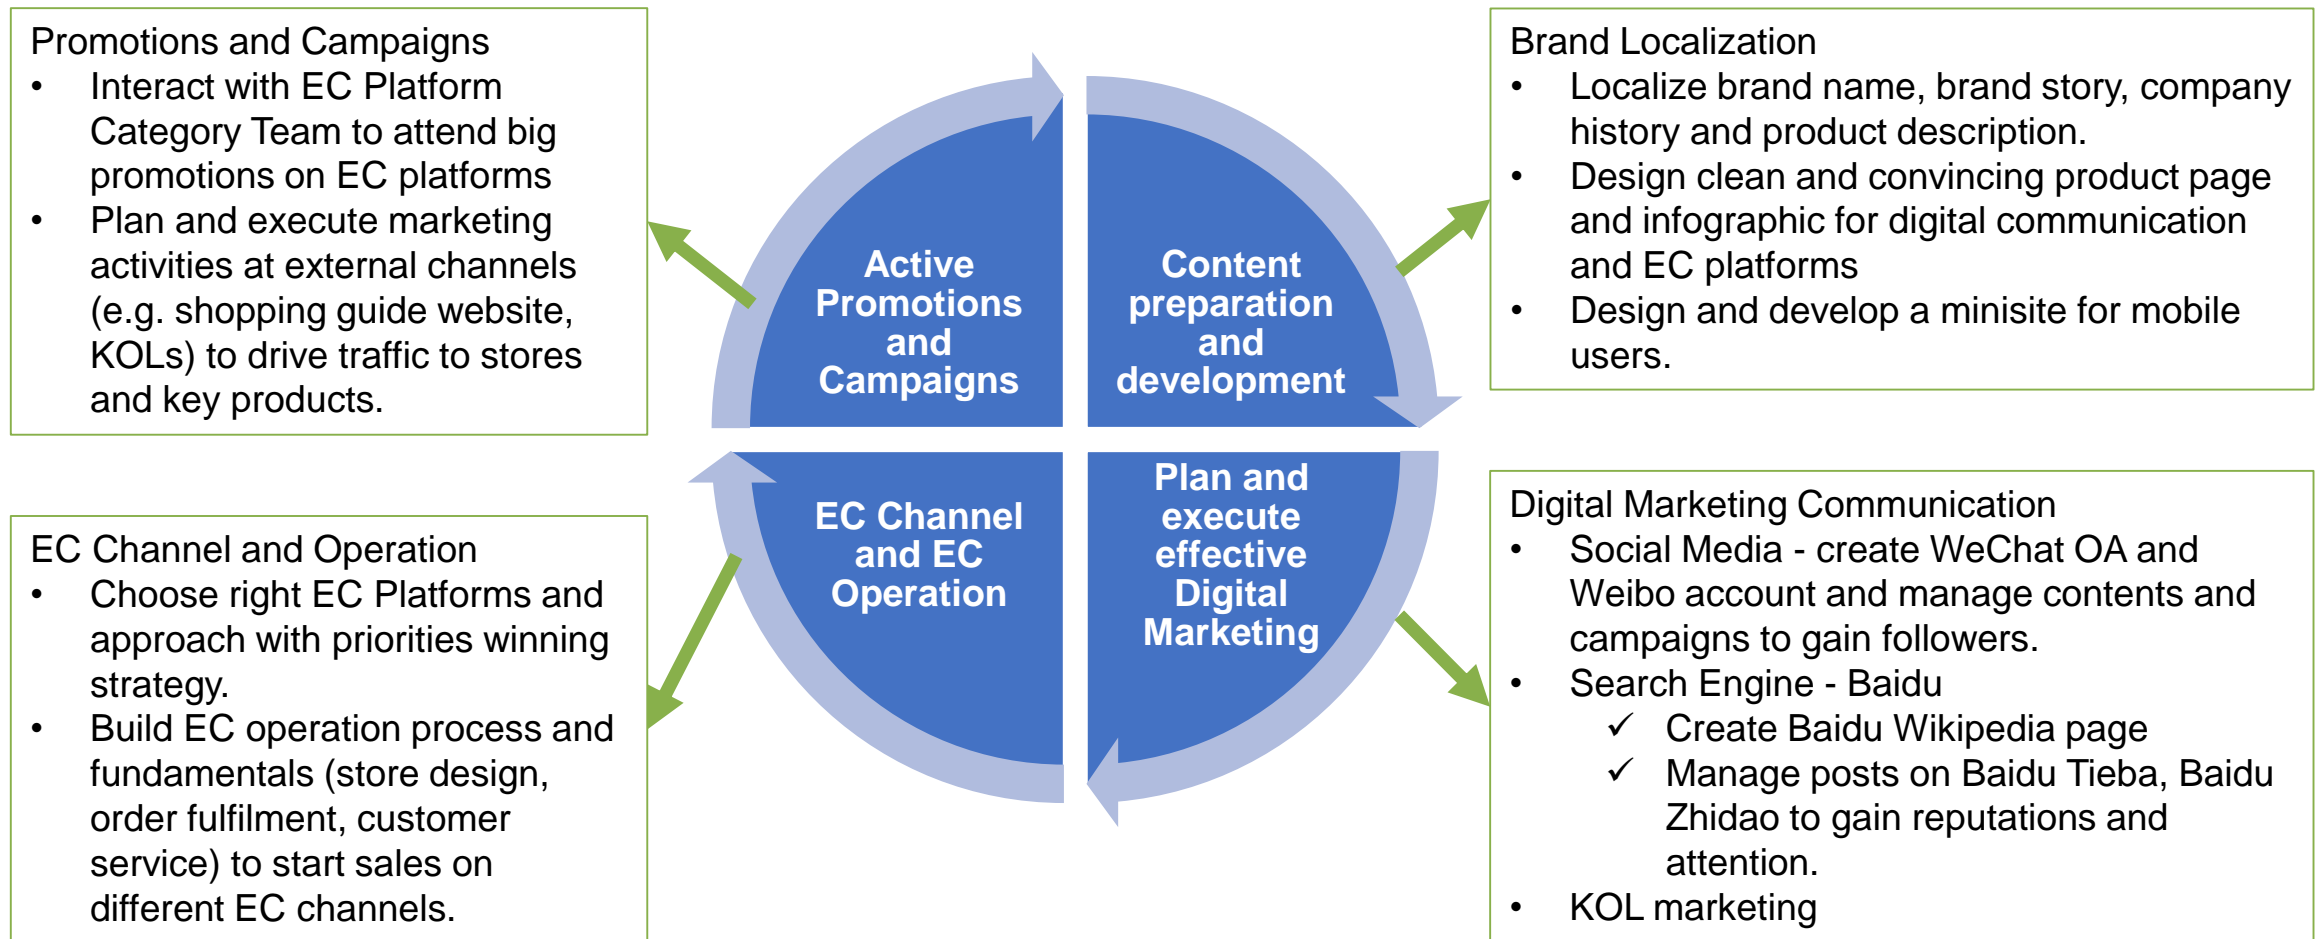 Promotions and Campaigns
• Interact with EC Platform
Category Team to attend big
promotions on EC platforms
• Plan and execute marketing
activities at external channels
(e.g. shopping guide website,
KOLs) to drive traffic to stores
and key products.
Active
Promotions
and
Campaigns
Content
preparation
and
development
Brand Localization
• Localize brand name, brand story, company
history and product description.
• Design clean and convincing product page
and infographic for digital communication
and EC platforms
• Design and develop a minisite for mobile
users.
EC Channel and Operation
• Choose right EC Platforms and
approach with priorities winning
strategy.
• Build EC operation process and
fundamentals (store design,
order fulfilment, customer
service) to start sales on
different EC channels.
EC Channel
and EC
Operation
Plan and
execute
effective
Digital
Marketing
Digital Marketing Communication
• Social Media - create WeChat OA and
Weibo account and manage contents and
campaigns to gain followers.
• Search Engine - Baidu
✓ Create Baidu Wikipedia page
✓ Manage posts on Baidu Tieba, Baidu
Zhidao to gain reputations and
attention.
• KOL marketing